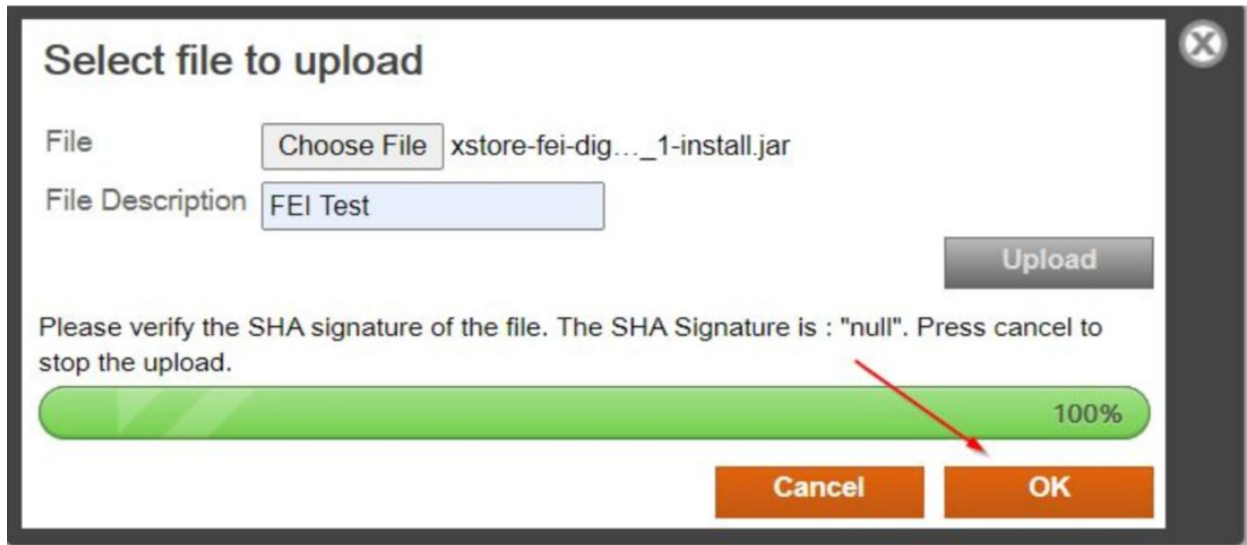 Select file to upload
File Choose File xstore-fei-dig..._1-install.jar
File Description FEI Test
Upload
Please verify the SHA signature of the file. The SHA Signature is : "null". Press cancel to
stop the upload.
100%
Cancel OK